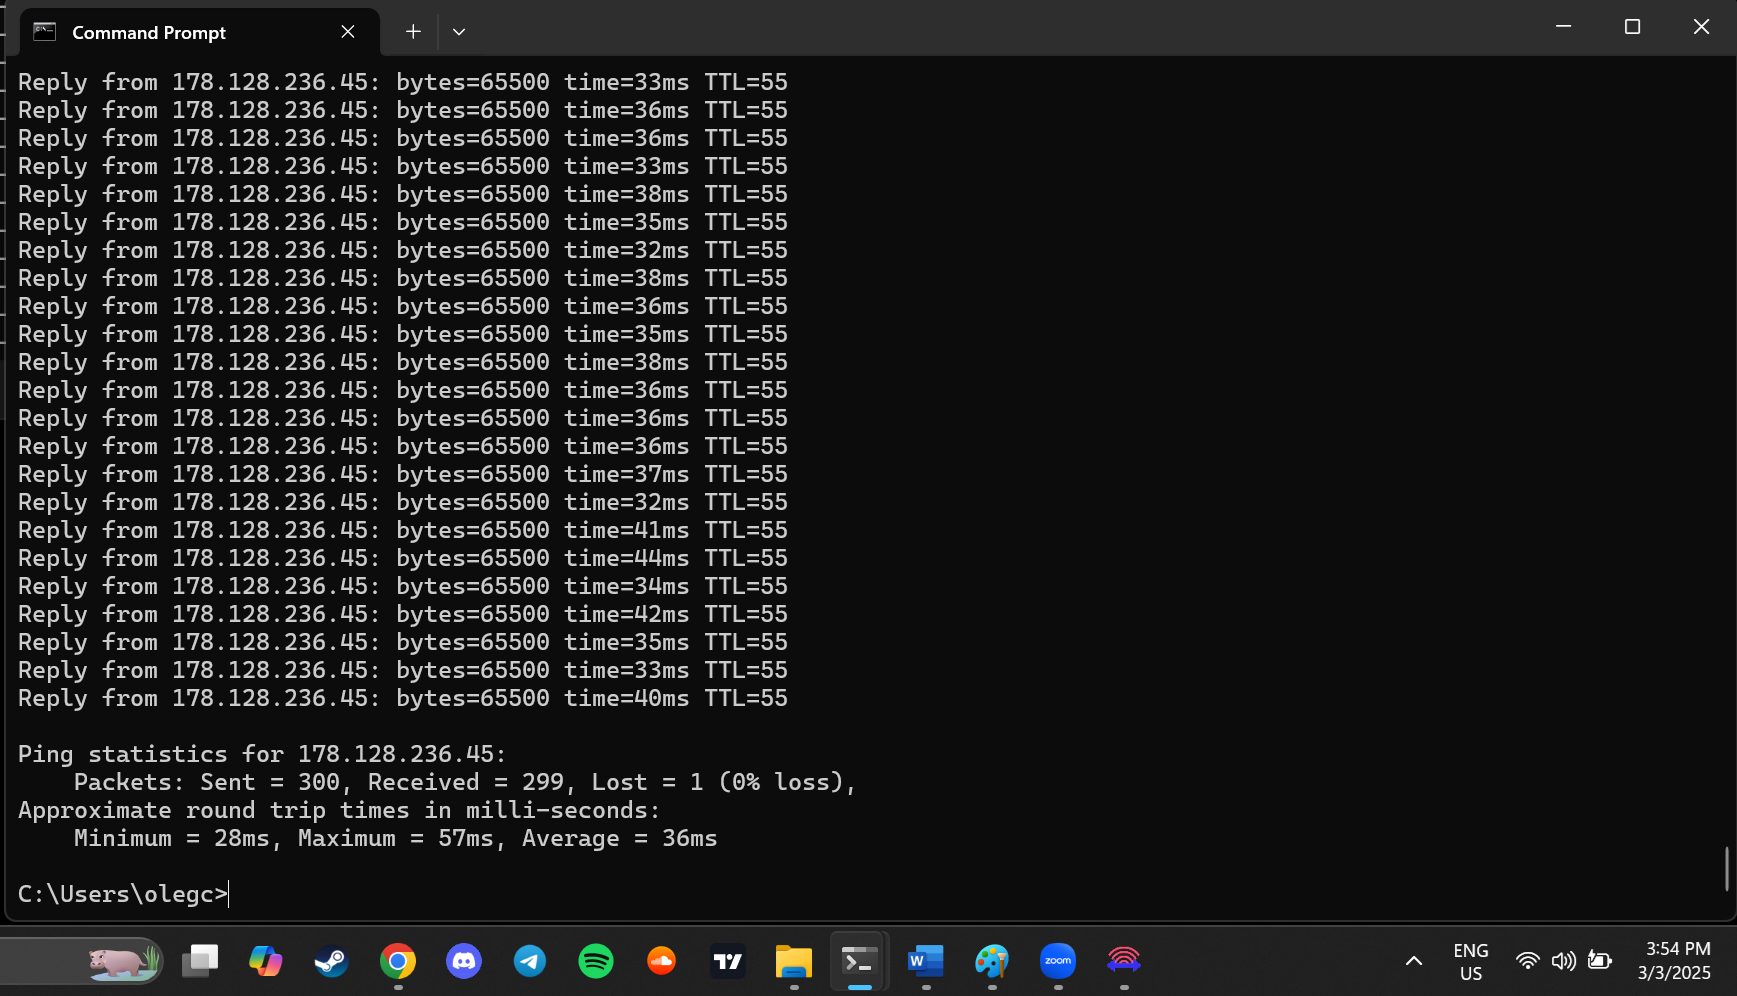 Command Prompt
Reply from 178.128.236.45: bytes=65500 time=33ms TTL=55
Reply from 178.128.236.45: bytes=65500 time=36ms TTL=55
Reply from 178.128.236.45: bytes=65500 time=36ms TTL=55
Reply from 178.128.236.45: bytes=65500 time=33ms TTL=55
Reply from 178.128.236.45: bytes=65500 time=38ms TTL=55
Reply from 178.128.236.45: bytes=65500 time=35ms TTL=55
Reply from 178.128.236.45: bytes=65500 time=32ms TTL=55
Reply from 178.128.236.45: bytes=65500 time=38ms TTL=55
Reply from 178.128.236.45: bytes=65500 time=36ms TTL=55
Reply from 178.128.236.45: bytes=65500 time=35ms TTL=55
Reply from 178.128.236.45: bytes=65500 time=38ms TTL=55
Reply from 178.128.236.45: bytes=65500 time=36ms TTL=55
Reply from 178.128.236.45: bytes=65500 time=36ms TTL=55
Reply from 178.128.236.45: bytes=65500 time=36ms TTL=55
Reply from 178.128.236.45: bytes=65500 time=37ms TTL=55
Reply from 178.128.236.45: bytes=65500 time=32ms TTL=55
Reply from 178.128.236.45: bytes=65500 time=41ms TTL=55
Reply from 178.128.236.45: bytes=65500 time=44ms TTL=55
Reply from 178.128.236.45: bytes=65500 time=34ms TTL=55
Reply from 178.128.236.45: bytes=65500 time=42ms TTL=55
Reply from 178.128.236.45: bytes=65500 time=35ms TTL=55
Reply from 178.128.236.45: bytes=65500 time=33ms TTL=55
Reply from 178.128.236.45: bytes=65500 time=40ms TTL=55
Ping statistics for 178.128.236.45:
    Packets: Sent = 300, Received = 299, Lost = 1 (0% loss),
Approximate round trip times in milli-seconds:
    Minimum = 28ms, Maximum = 57ms, Average = 36ms
C:\Users\olegc>
W
zoom
ENG
US
3:54 PM
3/3/2025